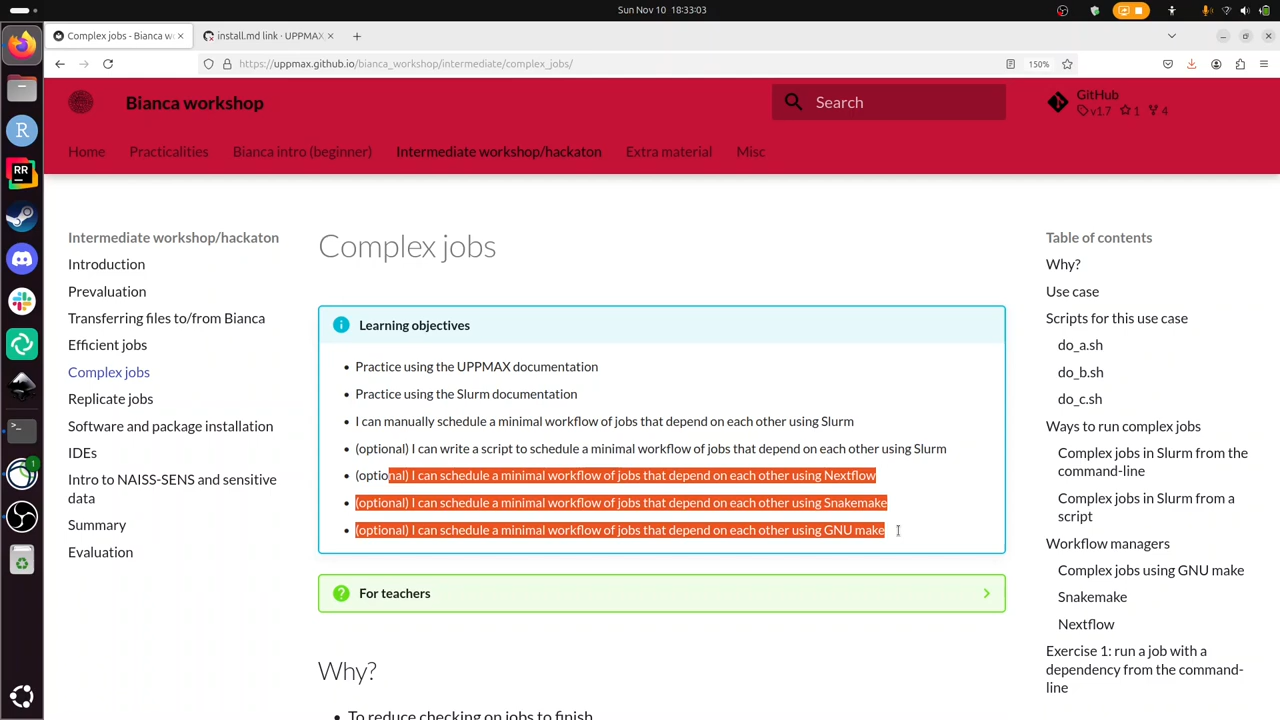 Sun Nov 10 18:33:03
Complex jobs - Bianca w
install.md link · UPPMAX
https://uppmax.github.io/bianca_workshop/intermediate/complex_jobs/
150%
Bianca workshop
Search
GitHub
v1.7 1 4
Home Practicalities Bianca intro (beginner) Intermediate workshop/hackaton Extra material Misc
Intermediate workshop/hackaton
Introduction
Prevaluation
Transferring files to/from Bianca
Efficient jobs
Complex jobs
Replicate jobs
Software and package installation
IDEs
Intro to NAISS-SENS and sensitive
data
Summary
Evaluation
Complex jobs
Learning objectives
Practice using the UPPMAX documentation
Practice using the Slurm documentation
I can manually schedule a minimal workflow of jobs that depend on each other using Slurm
(optional) I can write a script to schedule a minimal workflow of jobs that depend on each other using Slurm
(optional) I can schedule a minimal workflow of jobs that depend on each other using Nextflow
(optional) I can schedule a minimal workflow of jobs that depend on each other using Snakemake
(optional) I can schedule a minimal workflow of jobs that depend on each other using GNU make
For teachers
Why?
To reduce checking on jobs to finish
Table of contents
Why?
Use case
Scripts for this use case
do_a.sh
do_b.sh
do_c.sh
Ways to run complex jobs
Complex jobs in Slurm from the
command-line
Complex jobs in Slurm from a
script
Workflow managers
Complex jobs using GNU make
Snakemake
Nextflow
Exercise 1: run a job with a
dependency from the command-
line
R
RR
1